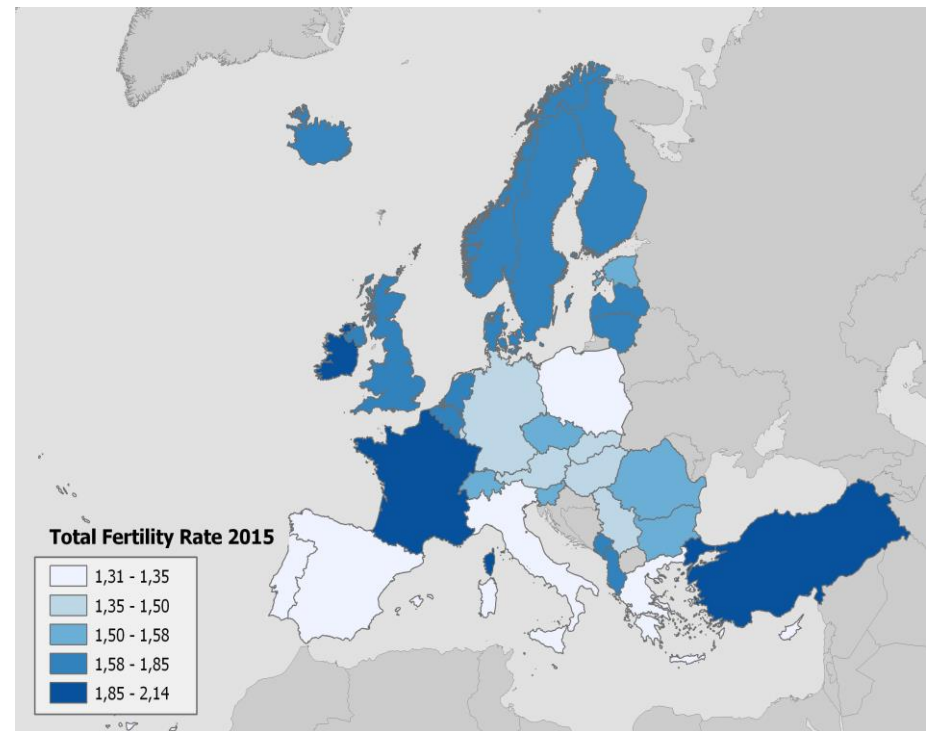 Total Fertility Rate 2015
1,31 - 1,35
1,35 - 1,50
1,50 - 1,58
1,58 - 1,85
1,85 - 2,14